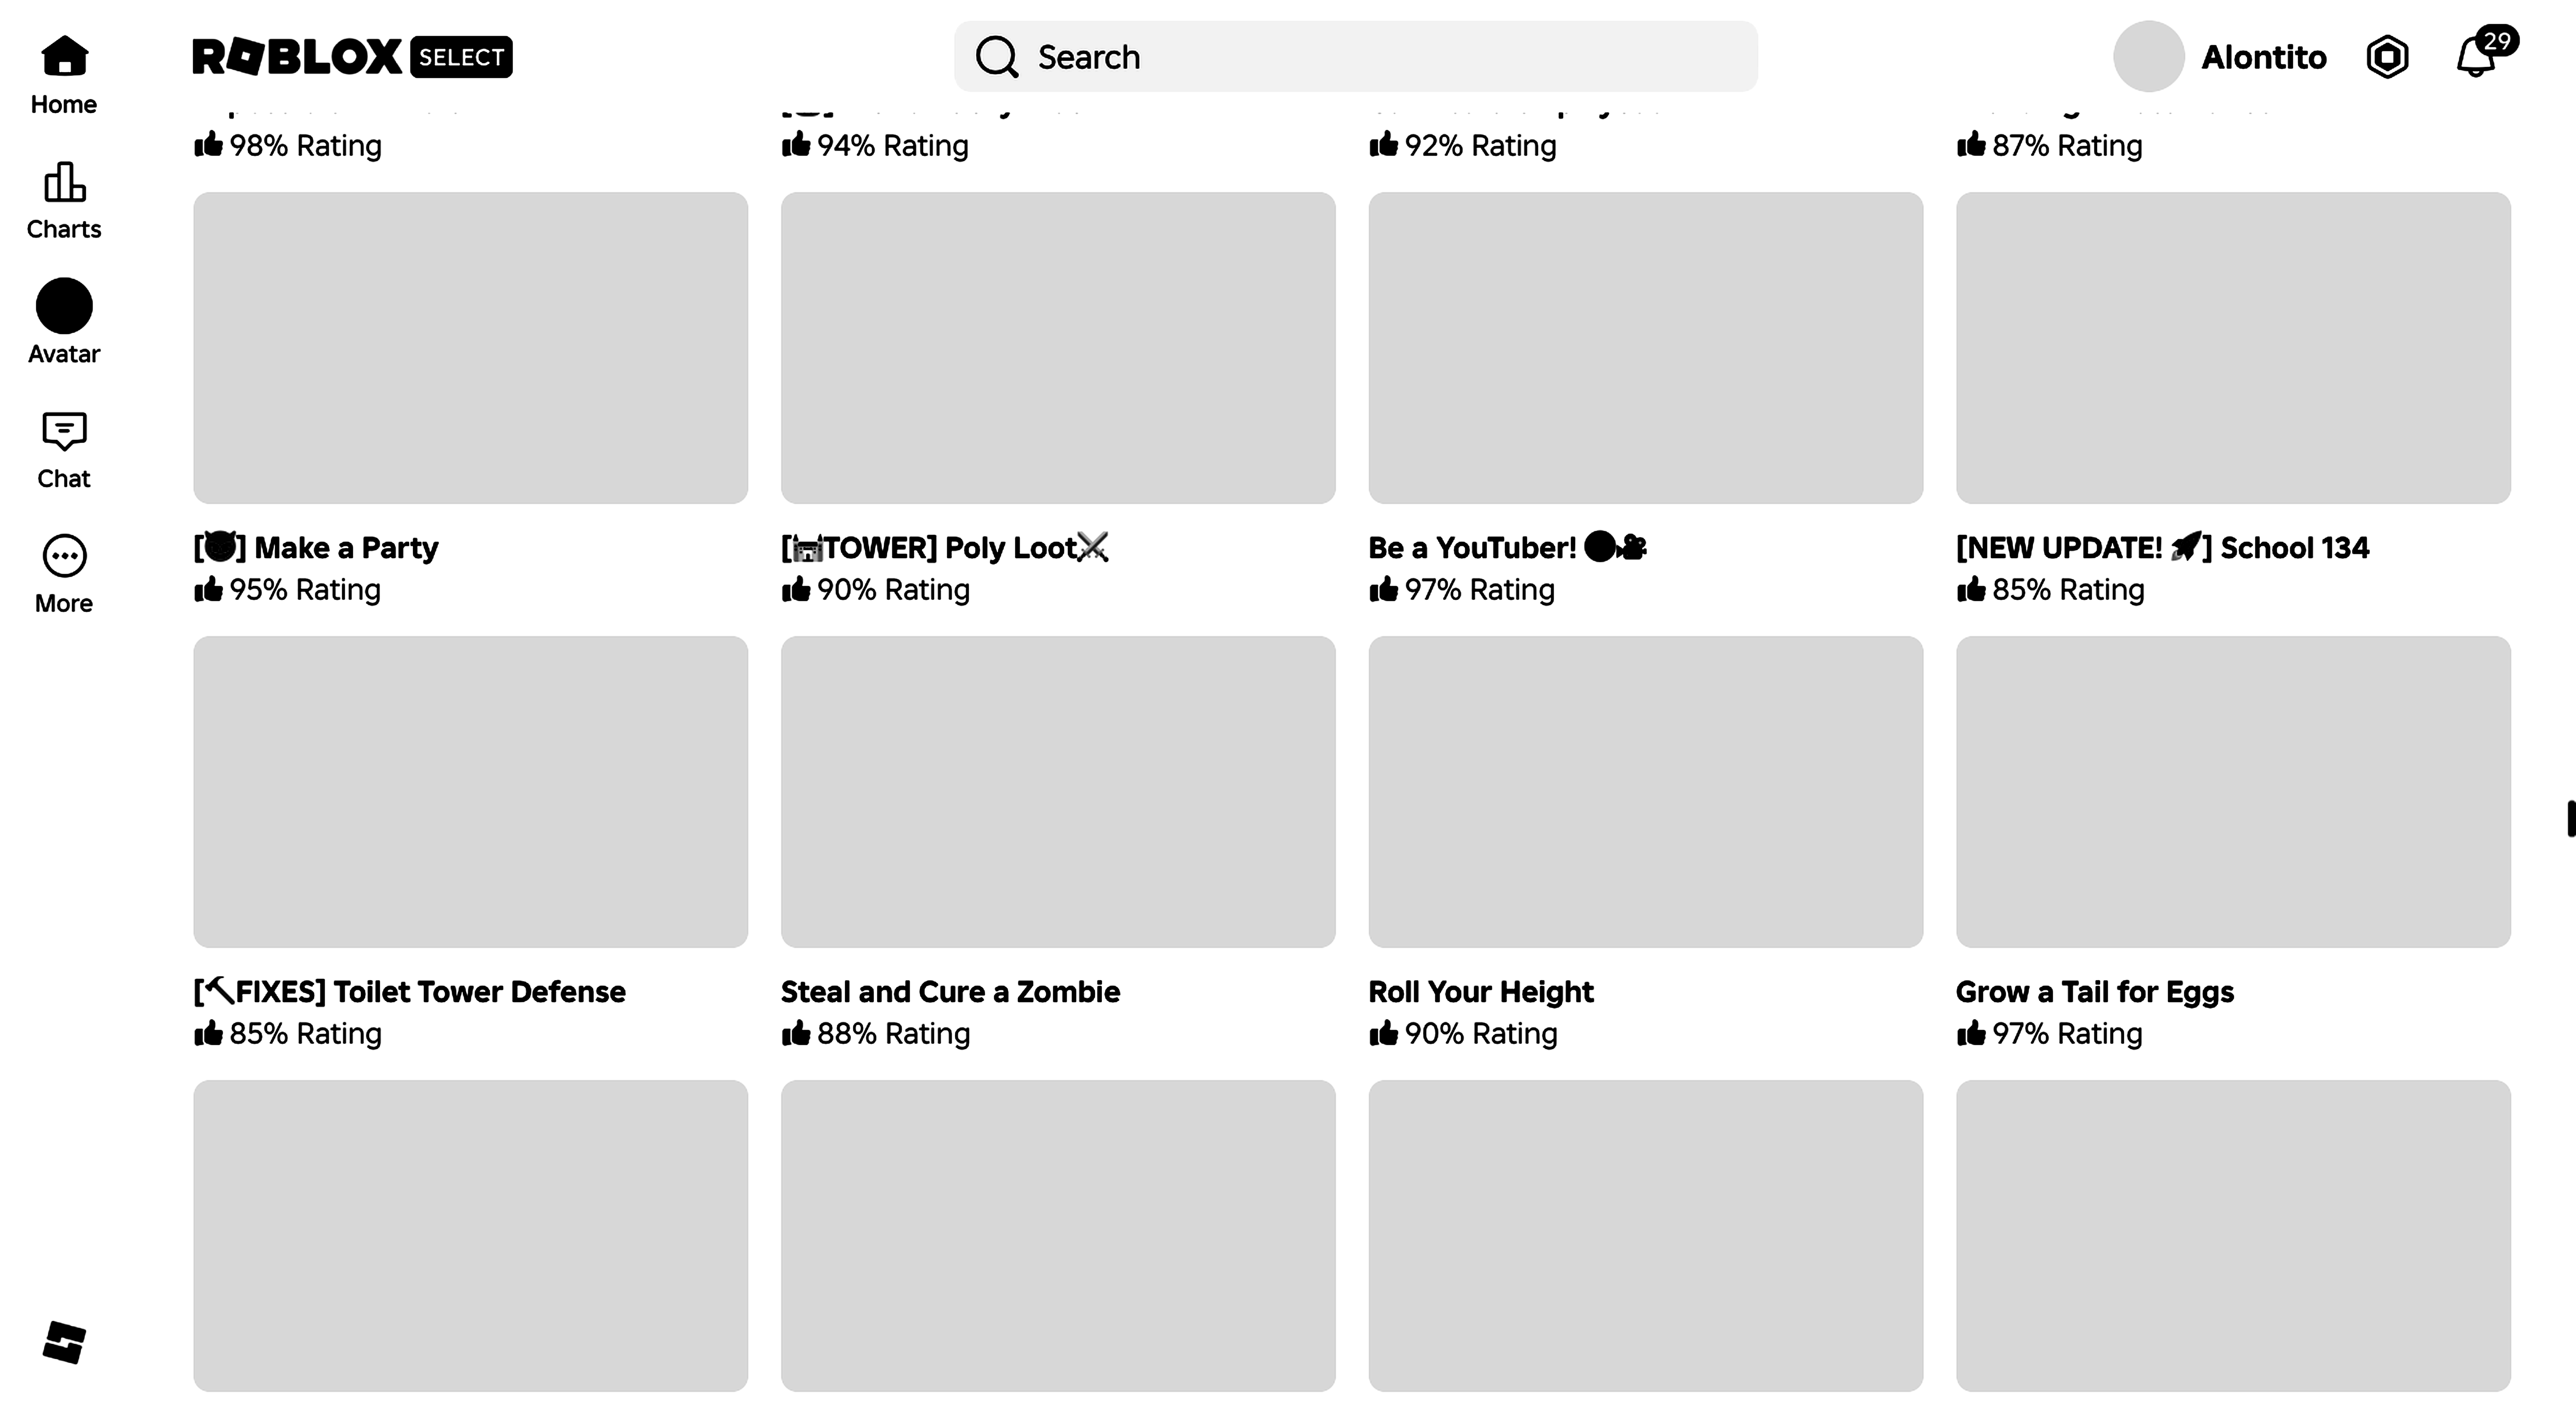 ROBLOX SELECT
Search
Alontito
29
Home
Charts
Avatar
Chat
More
98% Rating
94% Rating
92% Rating
87% Rating
[😈] Make a Party
[🏰TOWER] Poly Loot⚔️
Be a YouTuber! 🔴🎥
[NEW UPDATE! 🚀] School 134
95% Rating
90% Rating
97% Rating
85% Rating
[🔨FIXES] Toilet Tower Defense
Steal and Cure a Zombie
Roll Your Height
Grow a Tail for Eggs
85% Rating
88% Rating
90% Rating
97% Rating